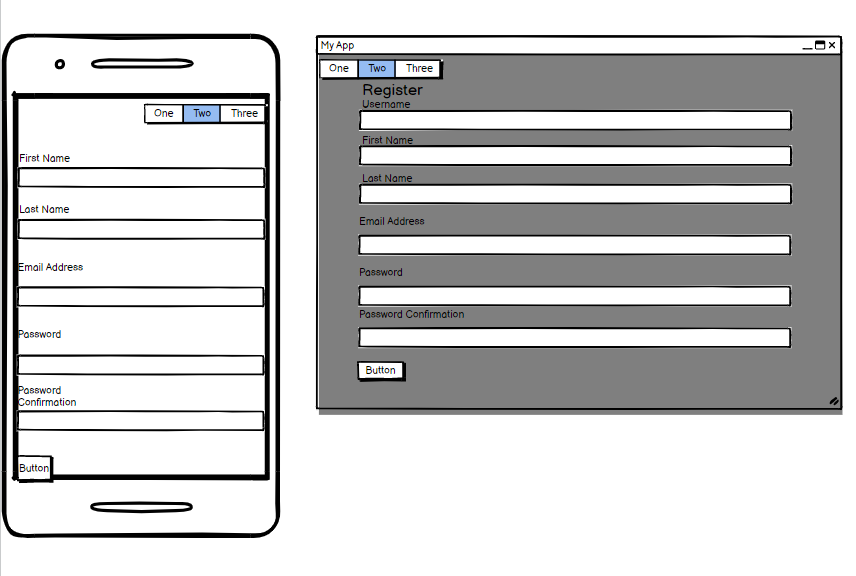 One Two Three
First Name
Last Name
Email Address
Password
Password
Confirmation
Button
My App
One Two Three
Register
Username
First Name
Last Name
Email Address
Password
Password Confirmation
Button